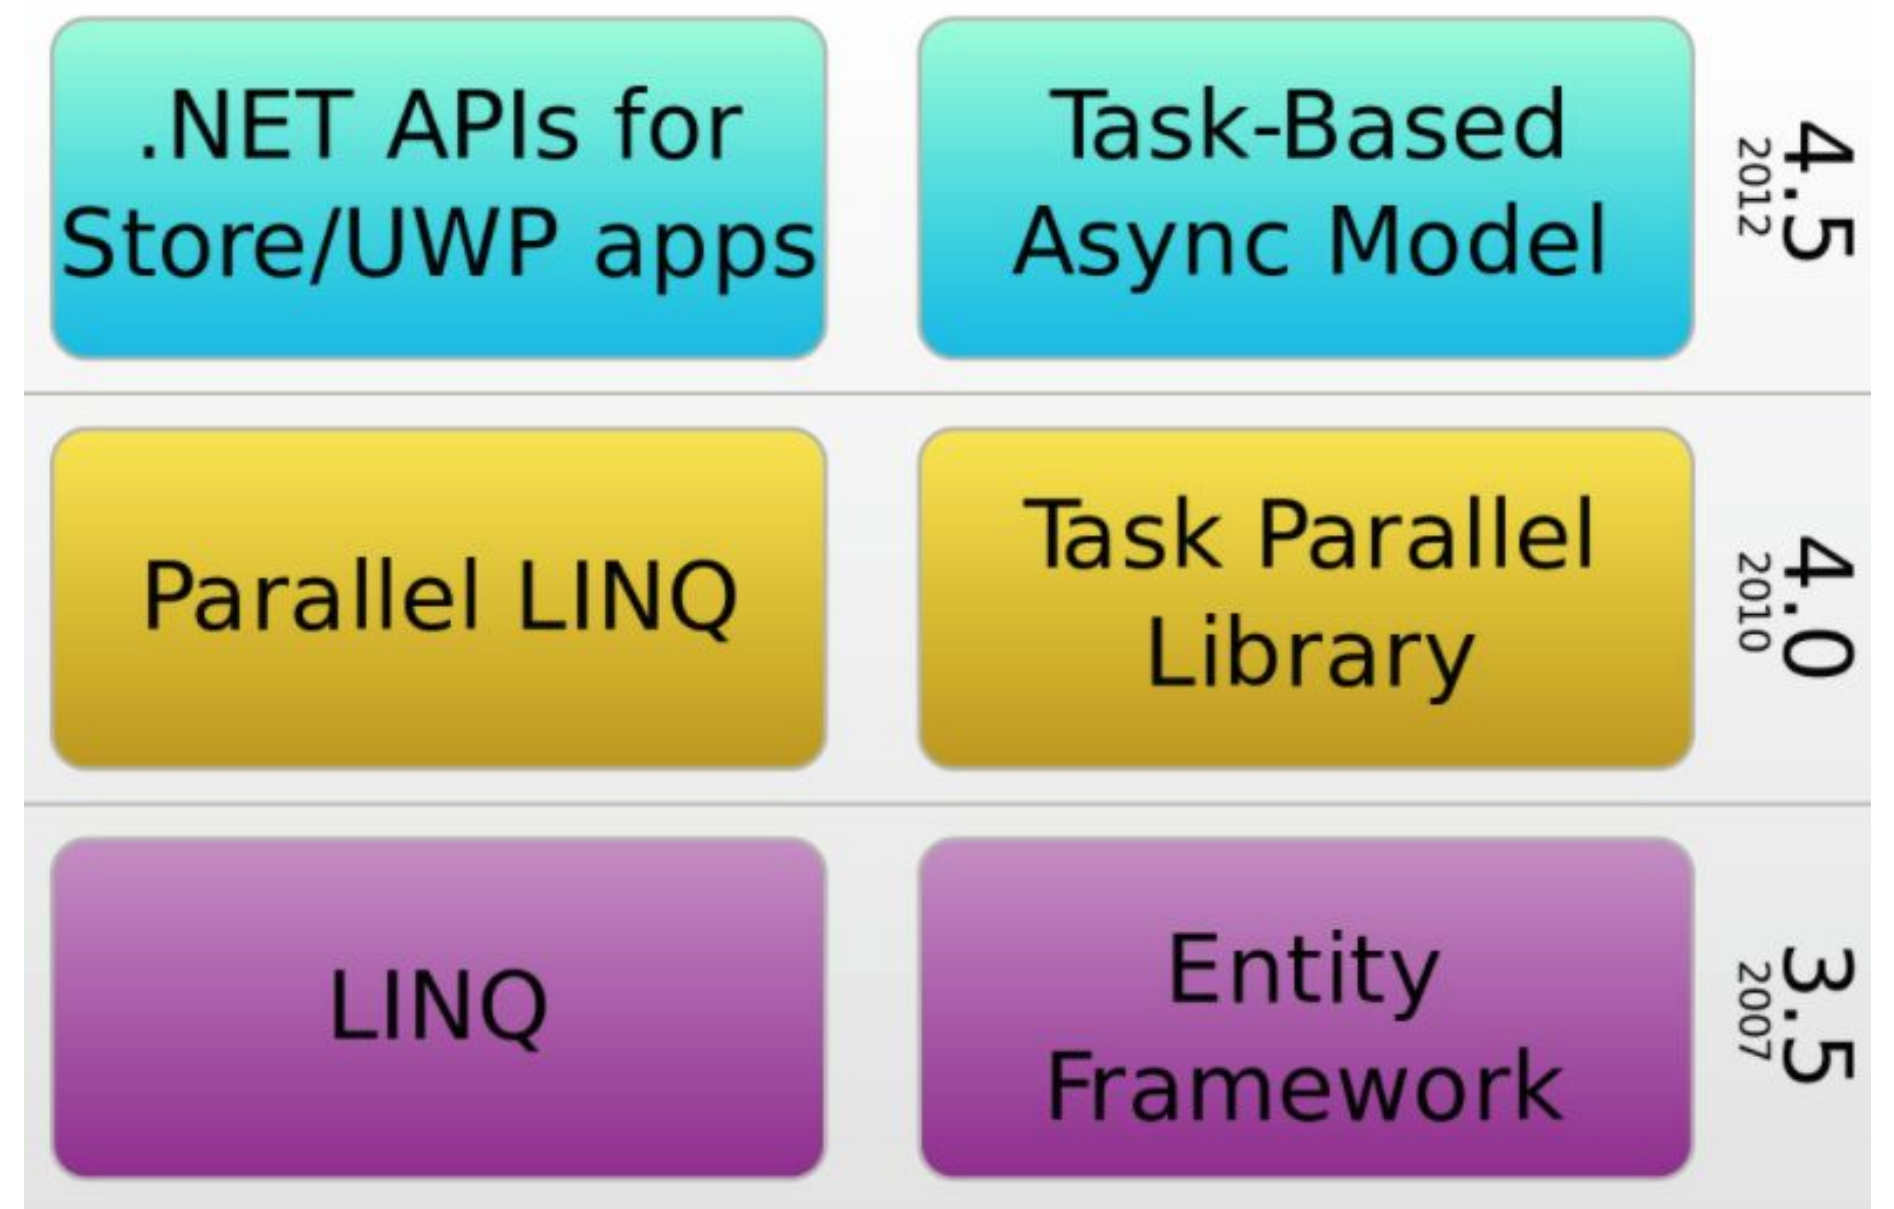 .NET APIs for
Store/UWP apps
Task-Based
Async Model
4.5
2012
Parallel LINQ
Task Parallel
Library
4.0
2010
LINQ
Entity
Framework
3.5
2007